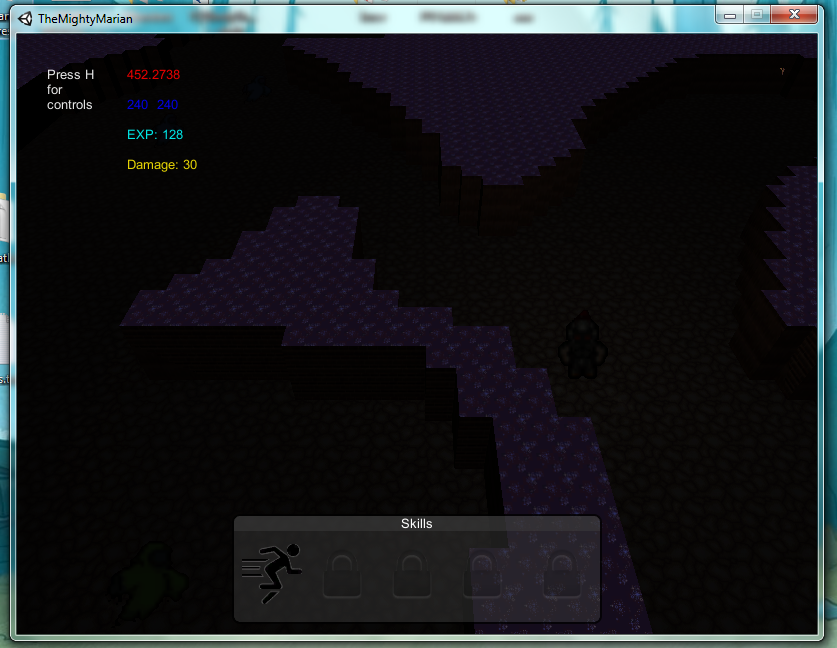 TheMightyMarian
Press H
for
controls
452.2738
240 240
EXP: 128
Damage: 30
Skills